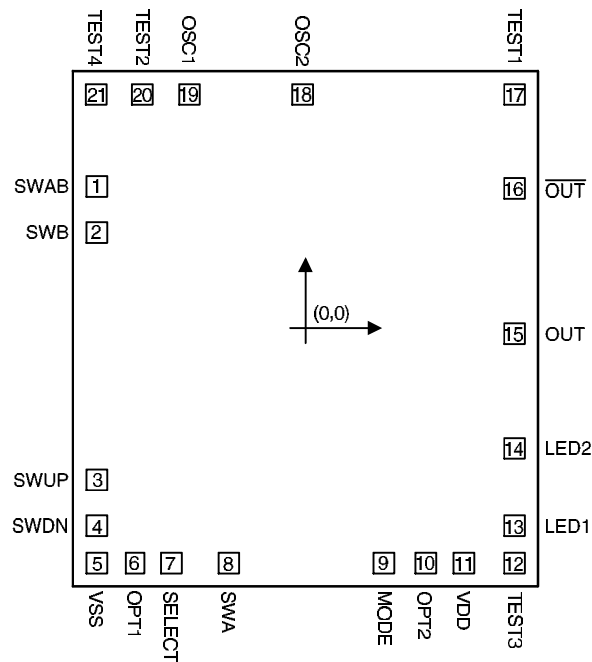 TEST4 TEST2 OSC1 OSC2 TEST1
21 20 19 18 17
SWAB 1 16 O̅U̅T̅
SWB 2
(0,0)
15 OUT
14 LED2
SWUP 3
SWDN 4 13 LED1
5 6 7 8 9 10 11 12
VSS OPT1 SELECT SWA MODE OPT2 VDD TEST3